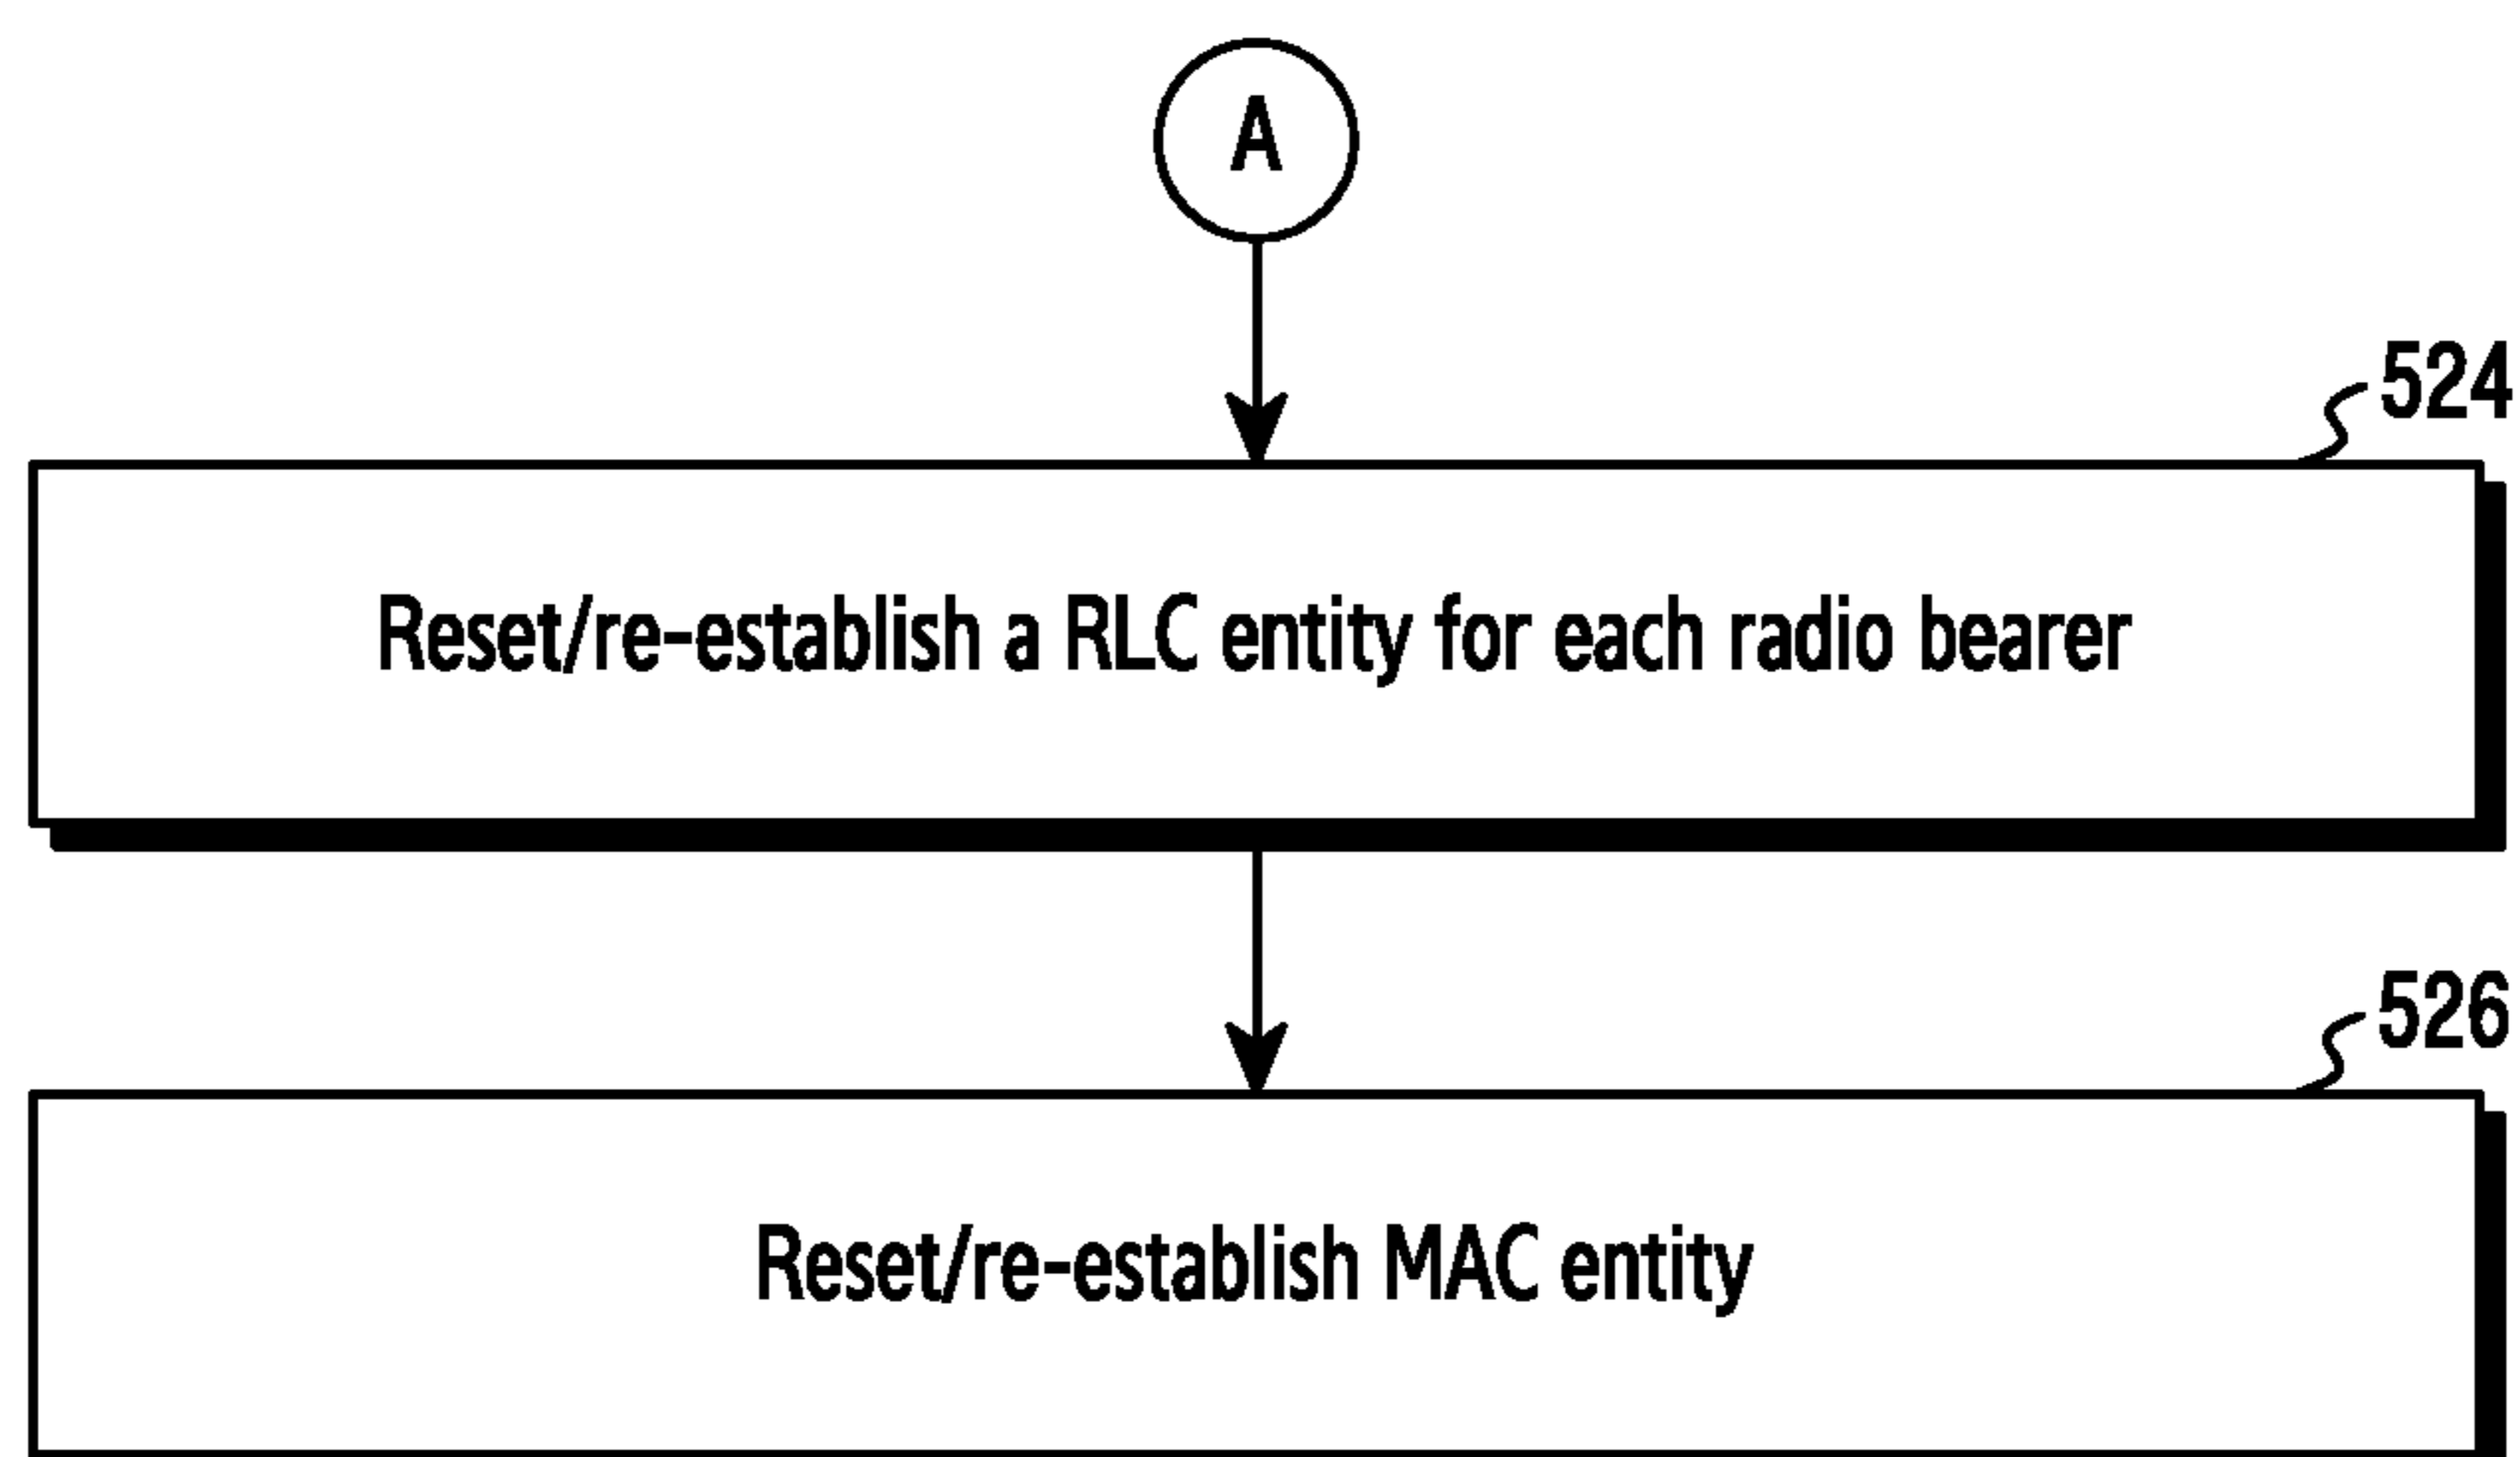 A
524
Reset/re-establish a RLC entity for each radio bearer
526
Reset/re-establish MAC entity